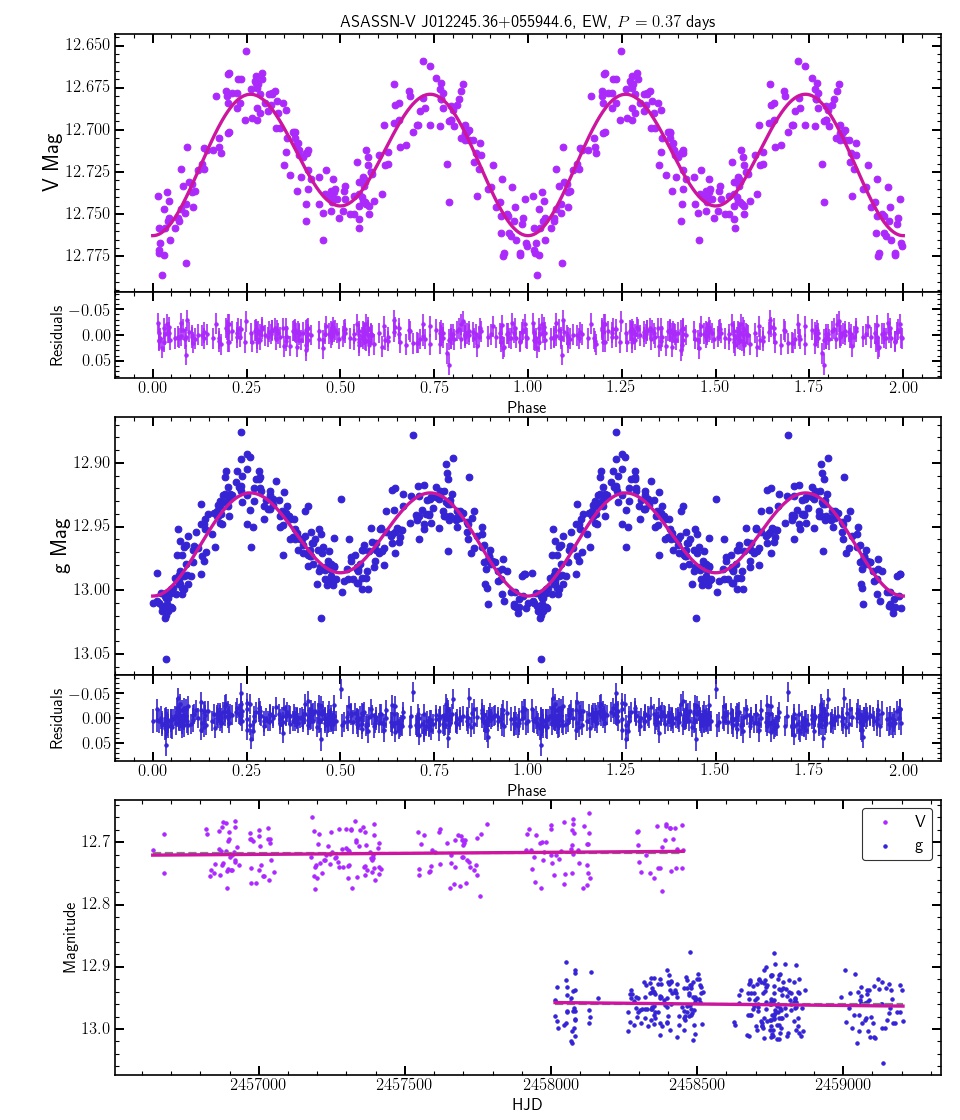 ASASSN-V J012245.36+055944.6, EW, P = 0.37 days
12.650
12.675
12.700
12.725
12.750
12.775
V Mag
−0.05
0.00
0.05
Residuals
0.00 0.25 0.50 0.75 1.00 1.25 1.50 1.75 2.00
Phase
12.90
12.95
13.00
13.05
g Mag
−0.05
0.00
0.05
Residuals
0.00 0.25 0.50 0.75 1.00 1.25 1.50 1.75 2.00
Phase
V
g
12.7
12.8
12.9
13.0
Magnitude
2457000 2457500 2458000 2458500 2459000
HJD